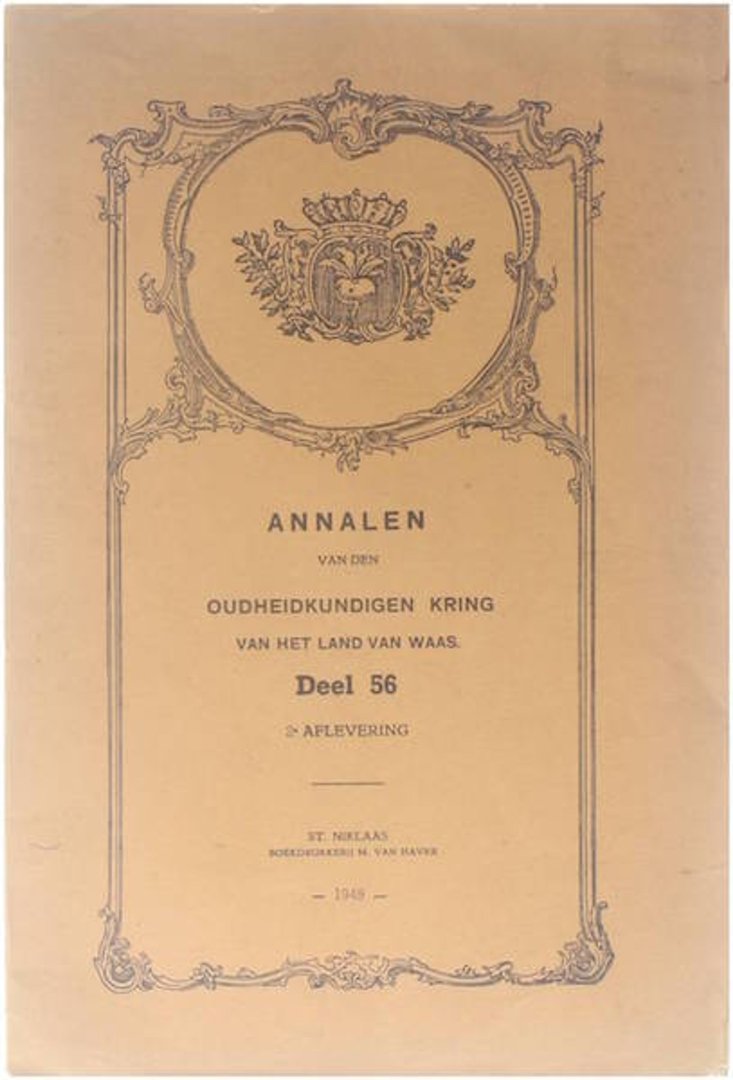 ANNALEN
VAN DEN
OUDHEIDKUNDIGEN KRING
VAN HET LAND VAN WAAS.
Deel 56
2e AFLEVERING
ST. NIKLAAS
BOEKDRUKKERIJ M. VAN HAVER
— 1948 —